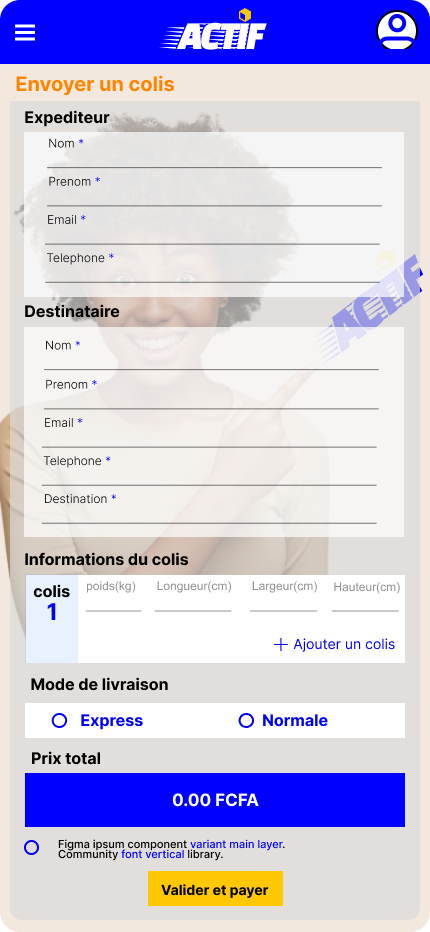 ACTIF
Envoyer un colis
Expediteur
Nom *
Prenom *
Email *
Telephone *
ACTIF
Destinataire
Nom *
Prenom *
Email *
Telephone *
Destination *
Informations du colis
colis
1
poids(kg) Longueur(cm) Largeur(cm) Hauteur(cm)
+ Ajouter un colis
Mode de livraison
Express Normale
Prix total
0.00 FCFA
Figma ipsum component variant main layer.
Community font vertical library.
Valider et payer